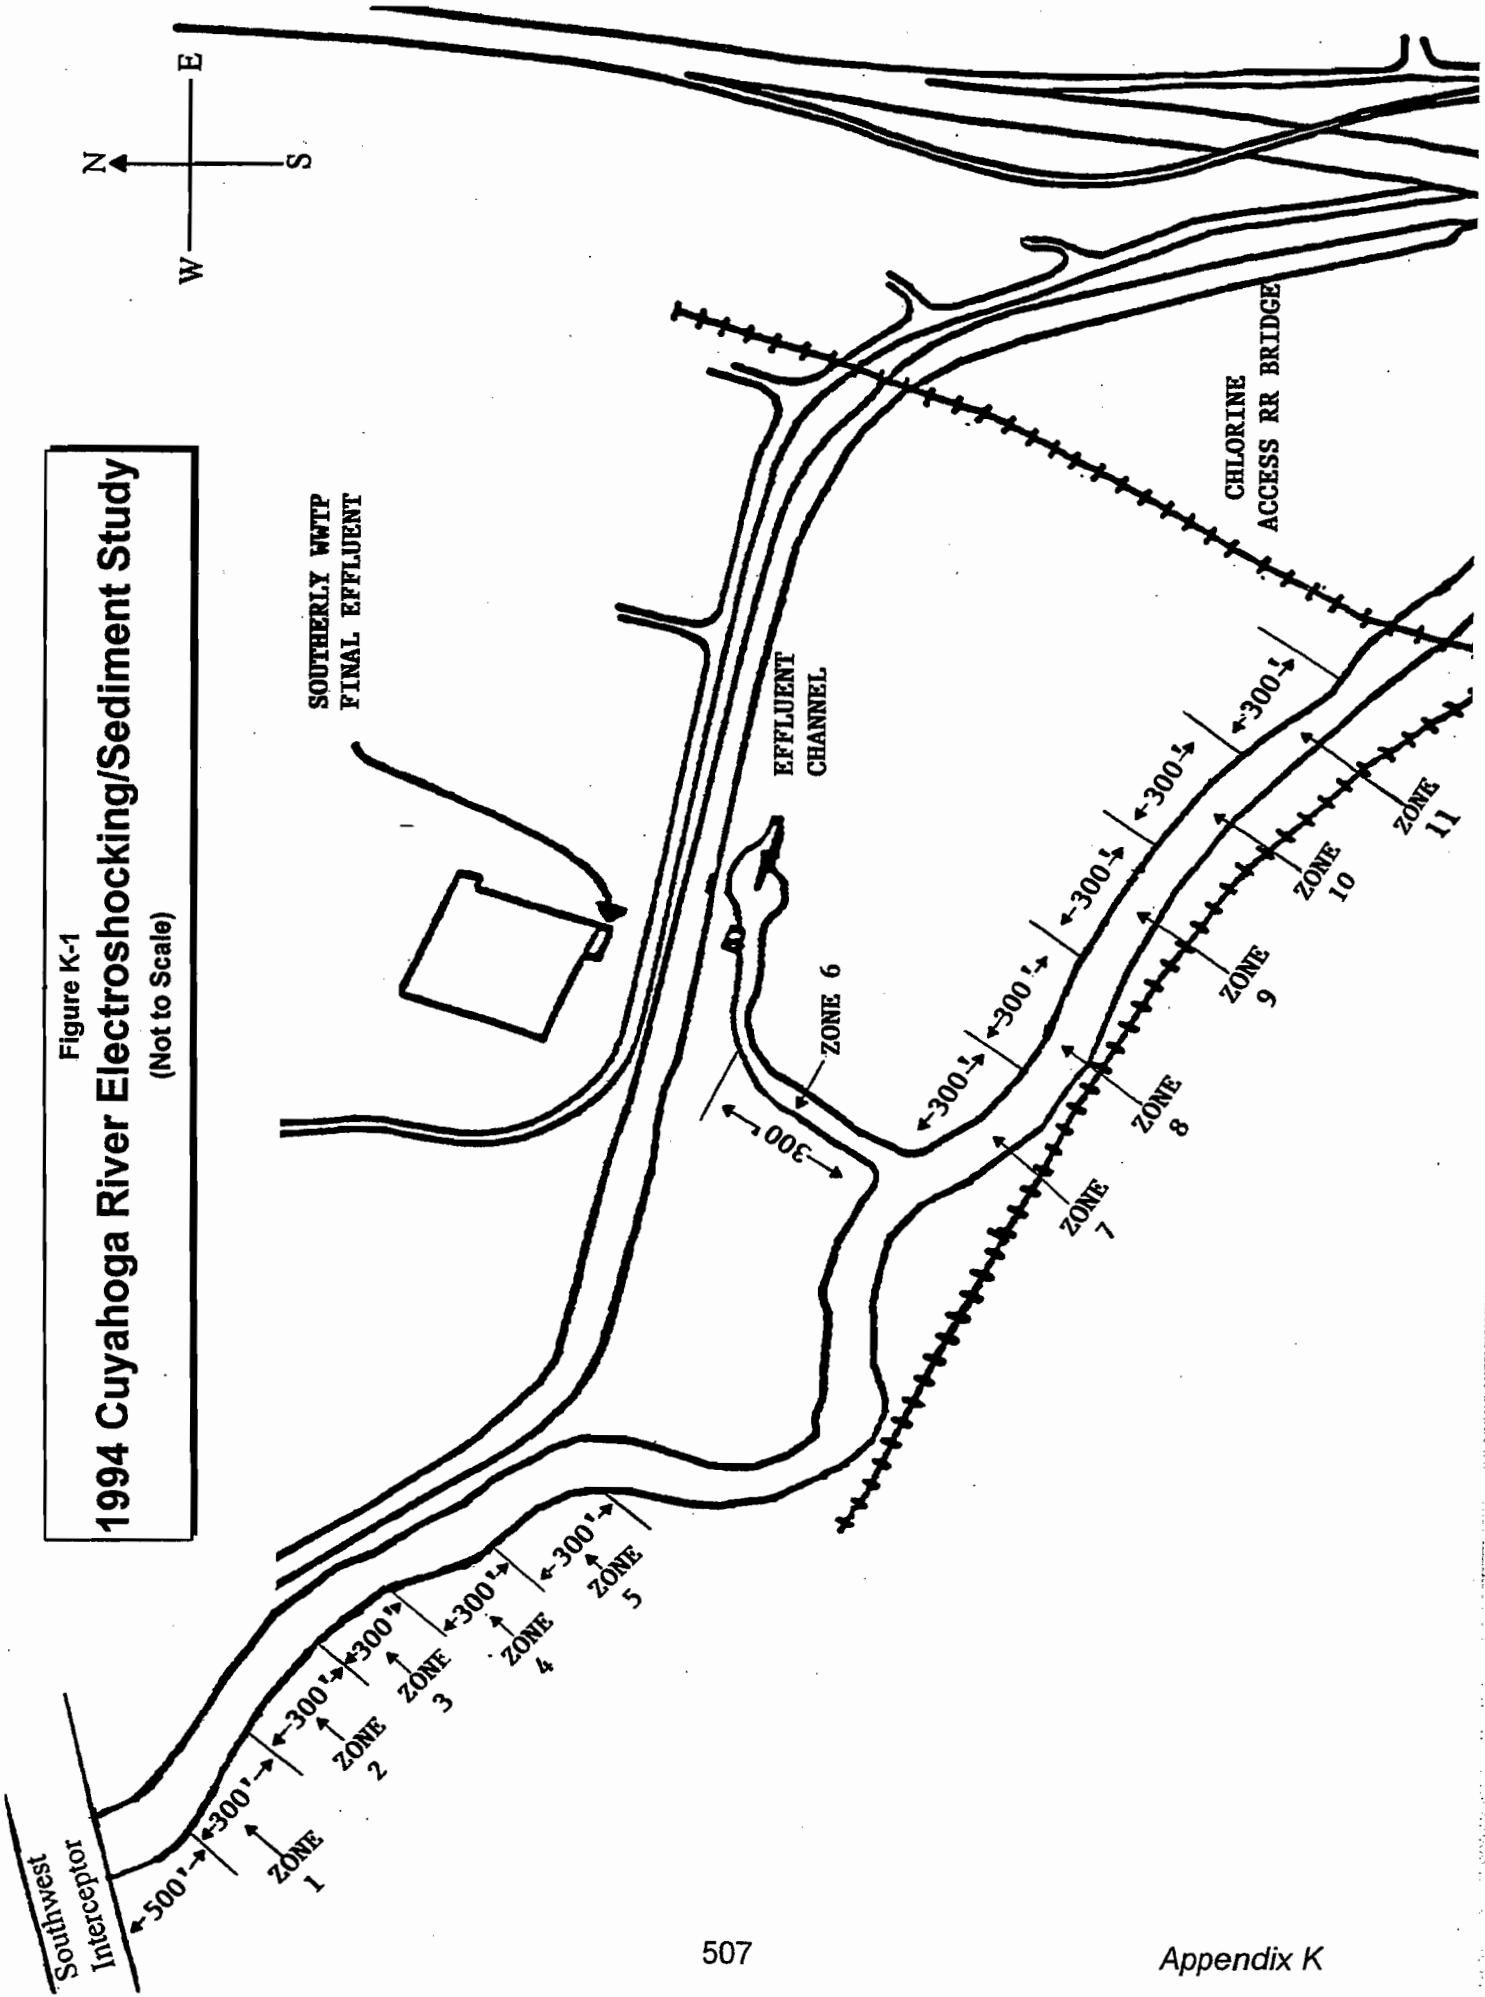 Figure K-1
1994 Cuyahoga River Electroshocking/Sediment Study
(Not to Scale)
N
E
S
W
SOUTHERLY WWTP
FINAL EFFLUENT
EFFLUENT
CHANNEL
CHLORINE
ACCESS RR BRIDGE
Southwest
Interceptor
500'
300'
ZONE
1
300'
ZONE
2
300'
ZONE
3
300'
ZONE
4
300'
ZONE
5
300'
ZONE 6
300'
ZONE
7
300'
ZONE
8
300'
ZONE
9
300'
ZONE
10
300'
ZONE
11
507
Appendix K